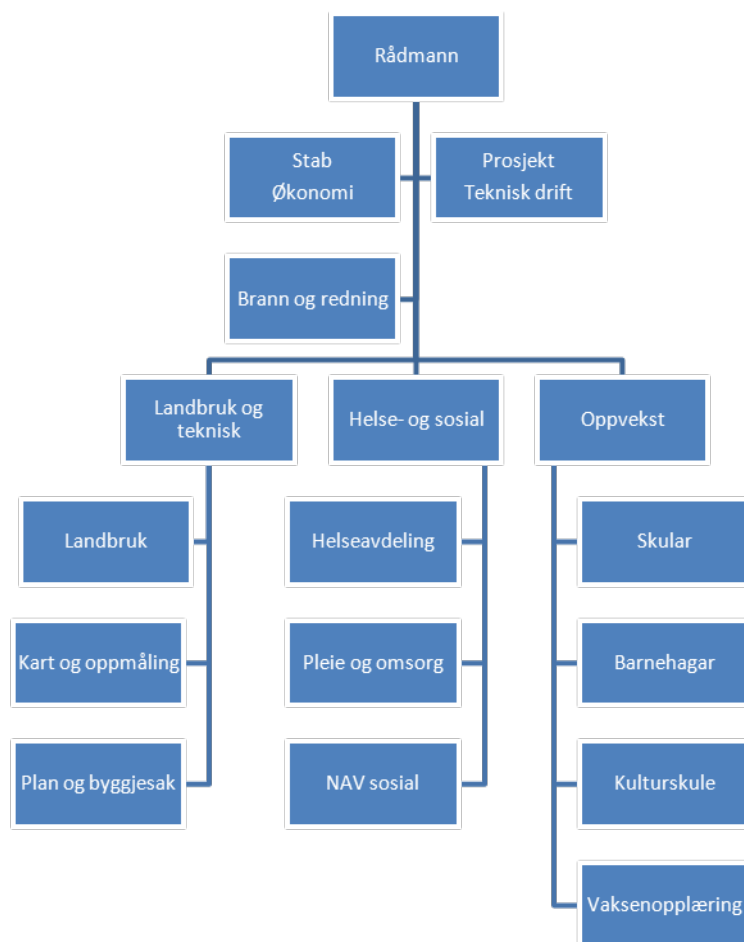 Rådmann
Stab
Økonomi
Prosjekt
Teknisk drift
Brann og redning
Landbruk og
teknisk
Helse- og sosial
Oppvekst
Landbruk
Helseavdeling
Skular
Kart og oppmåling
Pleie og omsorg
Barnehagar
Plan og byggjesak
NAV sosial
Kulturskule
Vaksenopplæring